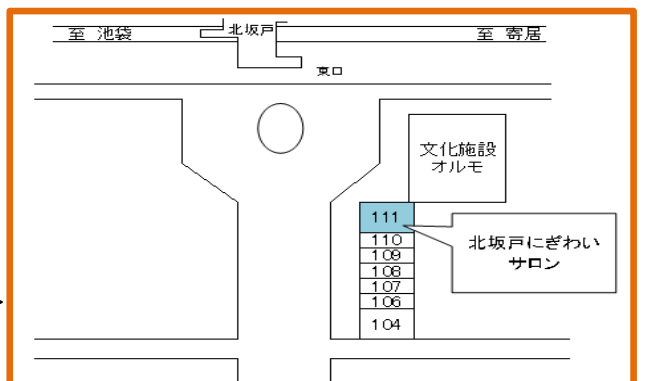 至 池袋
北坂戸
至 寄居
東口
文化施設
オルモ
111
110
109
108
107
106
104
北坂戸にぎわい
サロン